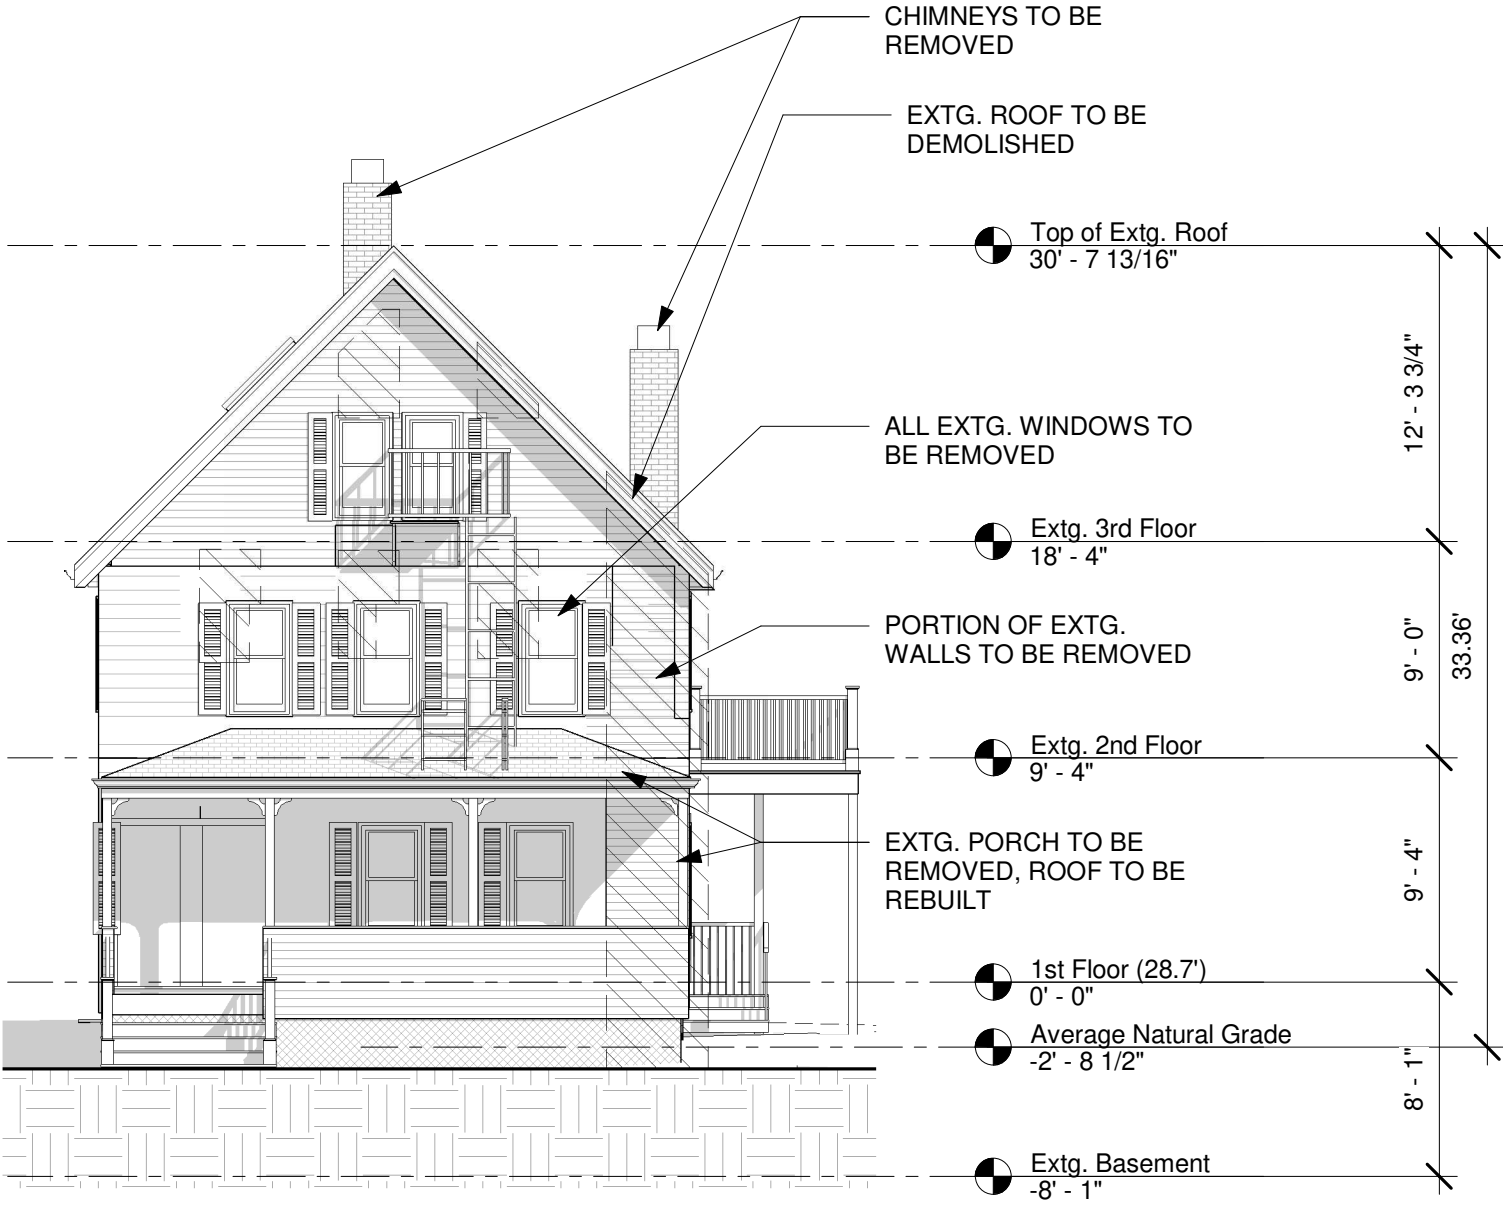 CHIMNEYS TO BE
REMOVED
EXTG. ROOF TO BE
DEMOLISHED
Top of Extg. Roof
30' - 7 13/16"
12' - 3 3/4"
ALL EXTG. WINDOWS TO
BE REMOVED
Extg. 3rd Floor
18' - 4"
PORTION OF EXTG.
WALLS TO BE REMOVED
9' - 0"
33.36'
Extg. 2nd Floor
9' - 4"
EXTG. PORCH TO BE
REMOVED, ROOF TO BE
REBUILT
9' - 4"
1st Floor (28.7')
0' - 0"
Average Natural Grade
-2' - 8 1/2"
8' - 1"
Extg. Basement
-8' - 1"